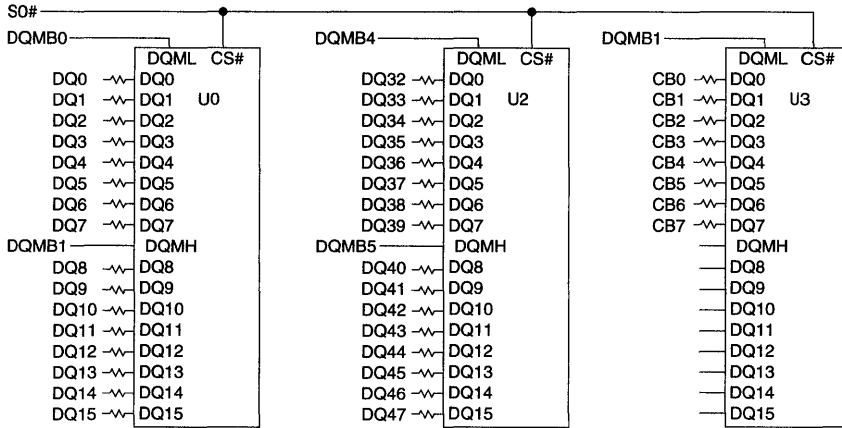 S0#
DQMB0 DQMB4 DQMB1
DQML CS# DQML CS# DQML CS#
DQ0 DQ0 DQ32 DQ0 CB0 DQ0
DQ1 DQ1 U0 DQ33 DQ1 U2 CB1 DQ1 U3
DQ2 DQ2 DQ34 DQ2 CB2 DQ2
DQ3 DQ3 DQ35 DQ3 CB3 DQ3
DQ4 DQ4 DQ36 DQ4 CB4 DQ4
DQ5 DQ5 DQ37 DQ5 CB5 DQ5
DQ6 DQ6 DQ38 DQ6 CB6 DQ6
DQ7 DQ7 DQ39 DQ7 CB7 DQ7
DQMB1 DQMH DQMB5 DQMH DQMH
DQ8 DQ8 DQ40 DQ8 DQ8
DQ9 DQ9 DQ41 DQ9 DQ9
DQ10 DQ10 DQ42 DQ10 DQ10
DQ11 DQ11 DQ43 DQ11 DQ11
DQ12 DQ12 DQ44 DQ12 DQ12
DQ13 DQ13 DQ45 DQ13 DQ13
DQ14 DQ14 DQ46 DQ14 DQ14
DQ15 DQ15 DQ47 DQ15 DQ15